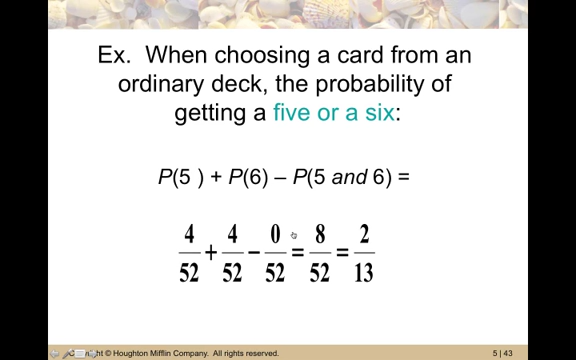 Ex. When choosing a card from an
ordinary deck, the probability of
getting a five or a six:
P(5 ) + P(6) – P(5 and 6) =
4/52 + 4/52 − 0/52 = 8/52 = 2/13
ht © Houghton Mifflin Company. All rights reserved.
5 | 43